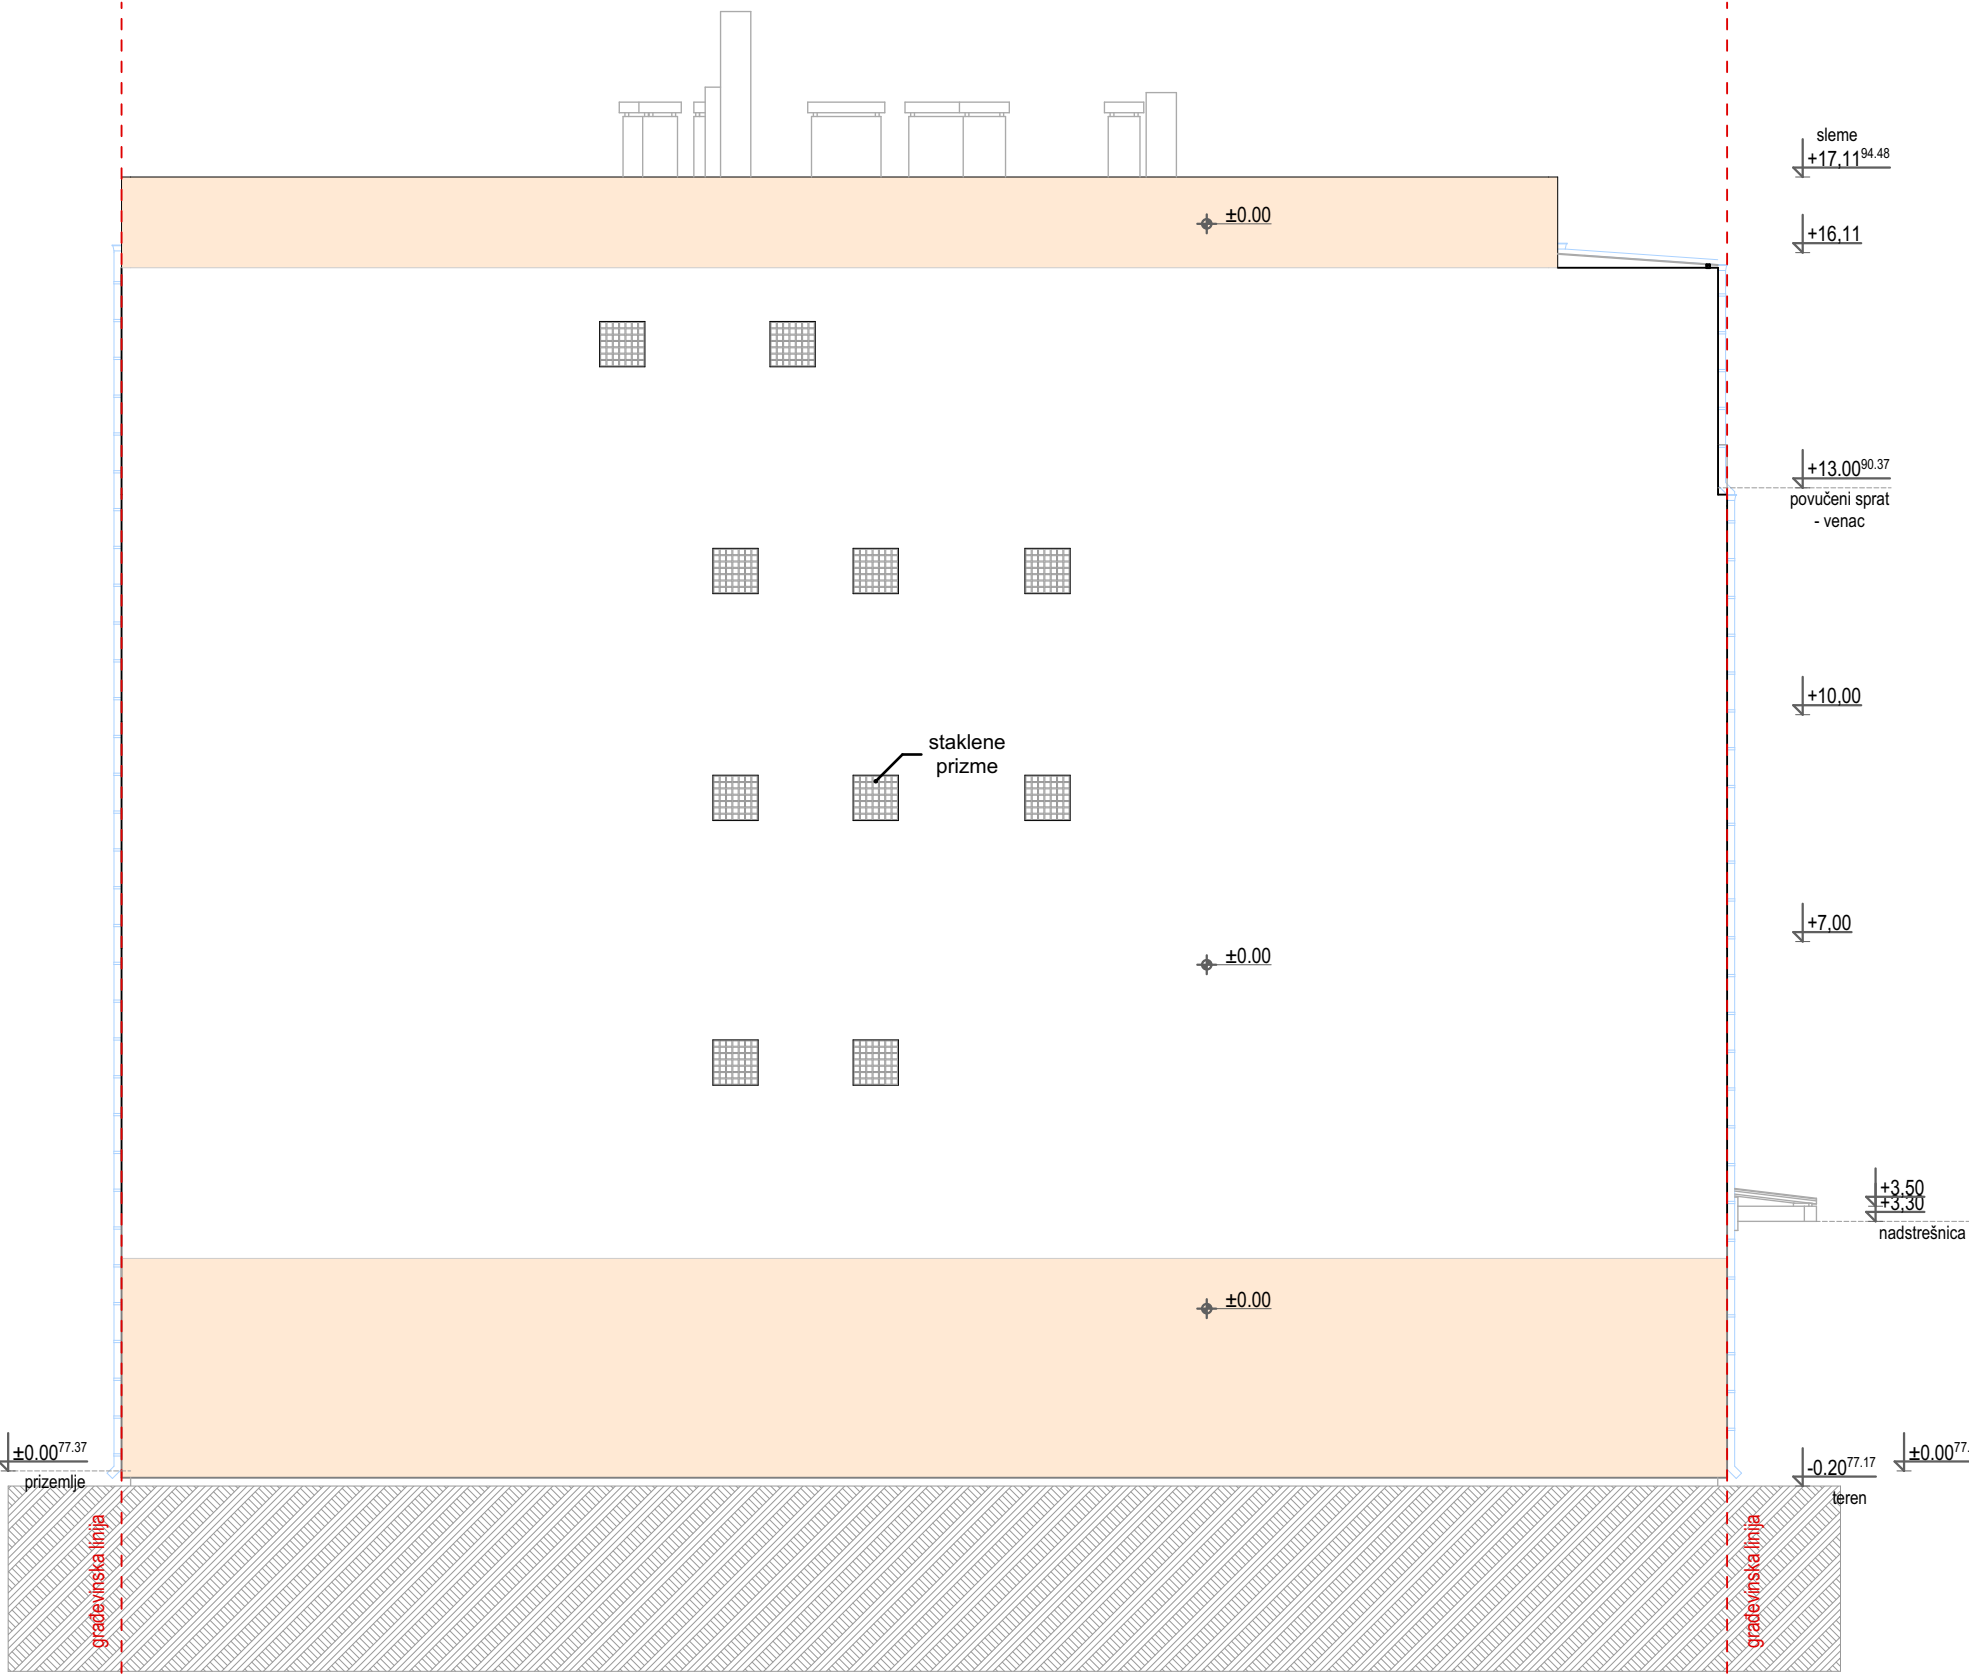 sleme
+17,11 94.48
±0.00
+16,11
+13.00 90.37
povučeni sprat
- venac
+10,00
staklene
prizme
+7,00
±0.00
+3,50
+3,30
nadstrešnica
±0.00
±0.00 77.37
prizemlje
-0.20 77.17
teren
±0.00 77.
građevinska linija
građevinska linija